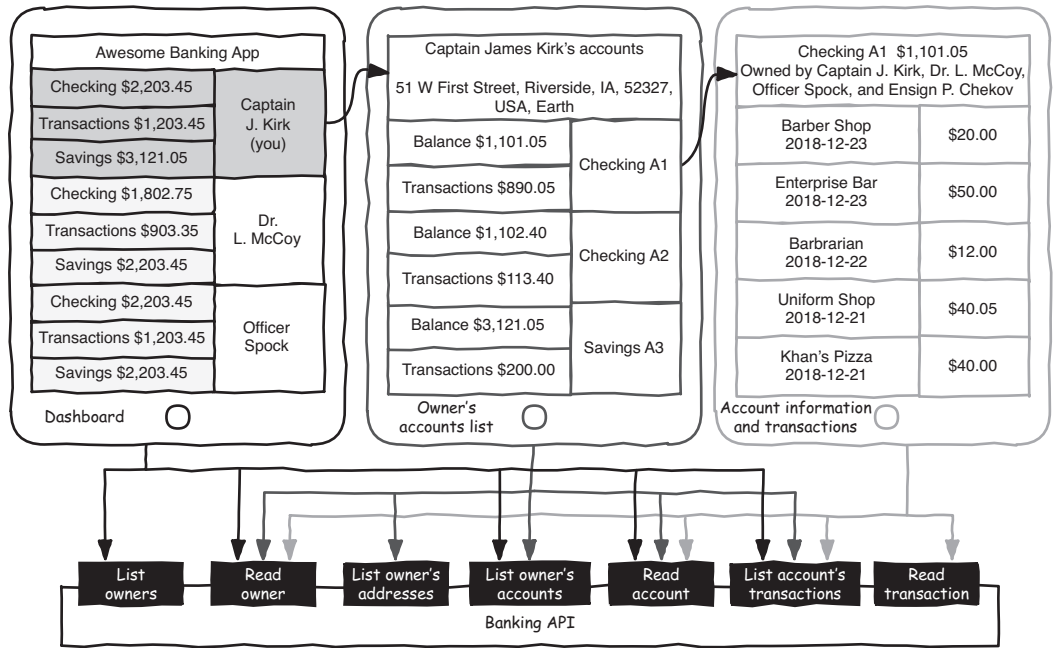 Awesome Banking App
Checking $2,203.45
Transactions $1,203.45
Savings $3,121.05
Captain
J. Kirk
(you)
Checking $1,802.75
Transactions $903.35
Savings $2,203.45
Dr.
L. McCoy
Checking $2,203.45
Transactions $1,203.45
Savings $2,203.45
Officer
Spock
Dashboard
Captain James Kirk's accounts
51 W First Street, Riverside, IA, 52327,
USA, Earth
Balance $1,101.05
Transactions $890.05
Checking A1
Balance $1,102.40
Transactions $113.40
Checking A2
Balance $3,121.05
Transactions $200.00
Savings A3
Owner's
accounts list
Checking A1 $1,101.05
Owned by Captain J. Kirk, Dr. L. McCoy,
Officer Spock, and Ensign P. Chekov
Barber Shop
2018-12-23
$20.00
Enterprise Bar
2018-12-23
$50.00
Barbrarian
2018-12-22
$12.00
Uniform Shop
2018-12-21
$40.05
Khan's Pizza
2018-12-21
$40.00
Account information
and transactions
List
owners
Read
owner
List owner's
addresses
List owner's
accounts
Read
account
List account's
transactions
Read
transaction
Banking API